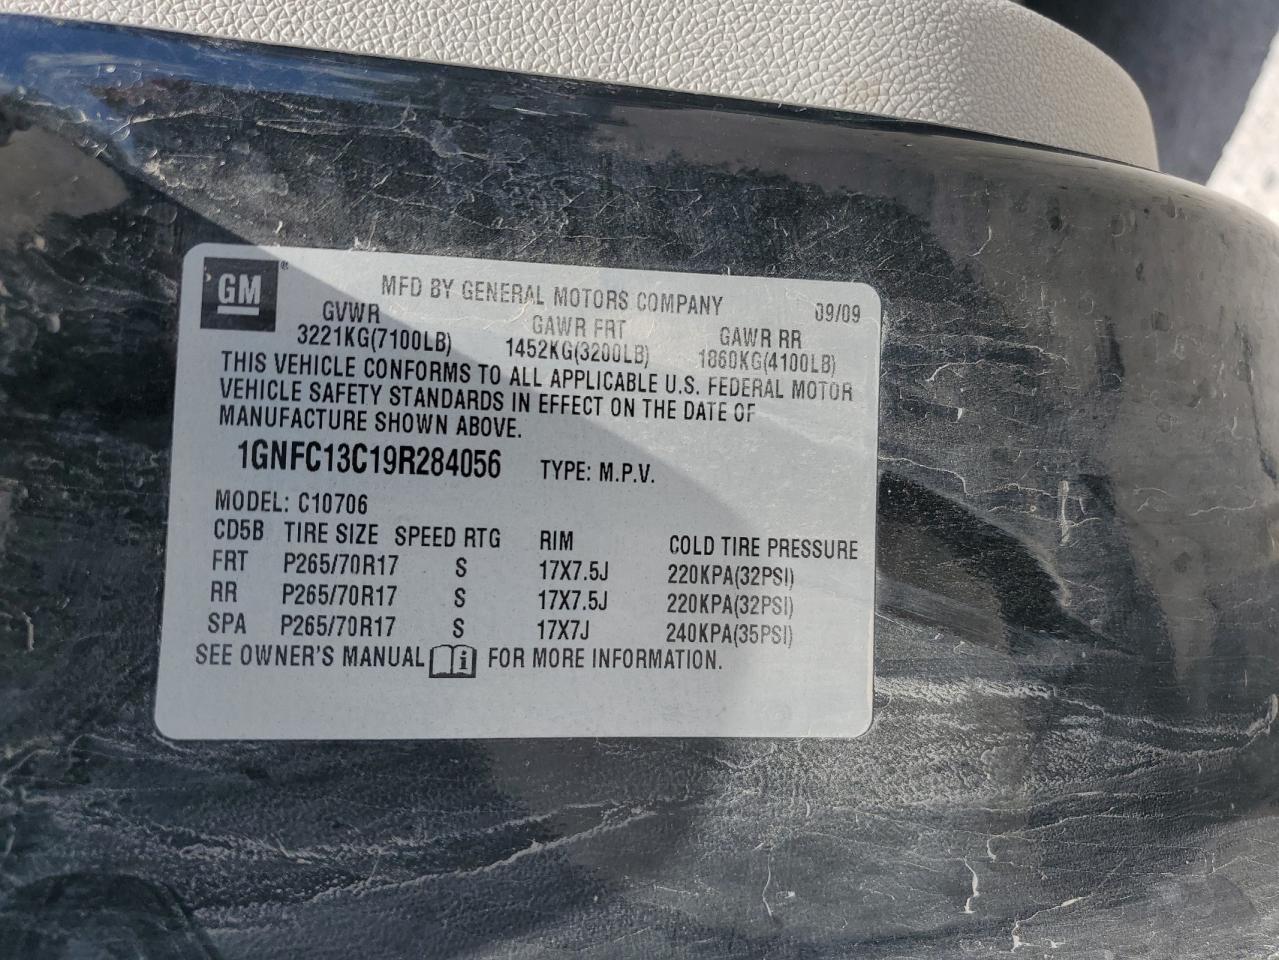 GM ®
MFD BY GENERAL MOTORS COMPANY 09/09
GVWR GAWR FRT GAWR RR
3221KG(7100LB) 1452KG(3200LB) 1860KG(4100LB)
THIS VEHICLE CONFORMS TO ALL APPLICABLE U.S. FEDERAL MOTOR
VEHICLE SAFETY STANDARDS IN EFFECT ON THE DATE OF
MANUFACTURE SHOWN ABOVE.
1GNFC13C19R284056 TYPE: M.P.V.
MODEL: C10706
CD5B TIRE SIZE SPEED RTG RIM COLD TIRE PRESSURE
FRT P265/70R17 S 17X7.5J 220KPA(32PSI)
RR P265/70R17 S 17X7.5J 220KPA(32PSI)
SPA P265/70R17 S 17X7J 240KPA(35PSI)
SEE OWNER'S MANUAL i FOR MORE INFORMATION.